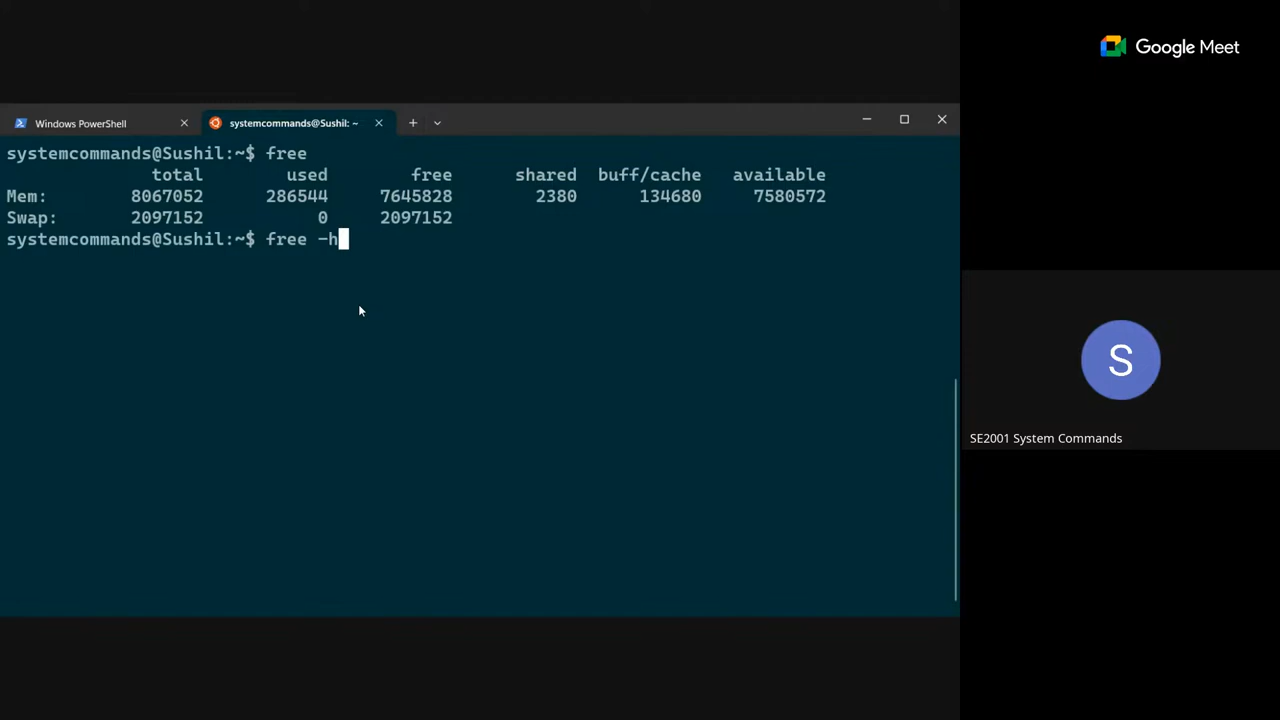 Google Meet
Windows PowerShell
systemcommands@Sushil: ~
systemcommands@Sushil:~$ free
total used free shared buff/cache available
Mem: 8067052 286544 7645828 2380 134680 7580572
Swap: 2097152 0 2097152
systemcommands@Sushil:~$ free -h
S
SE2001 System Commands